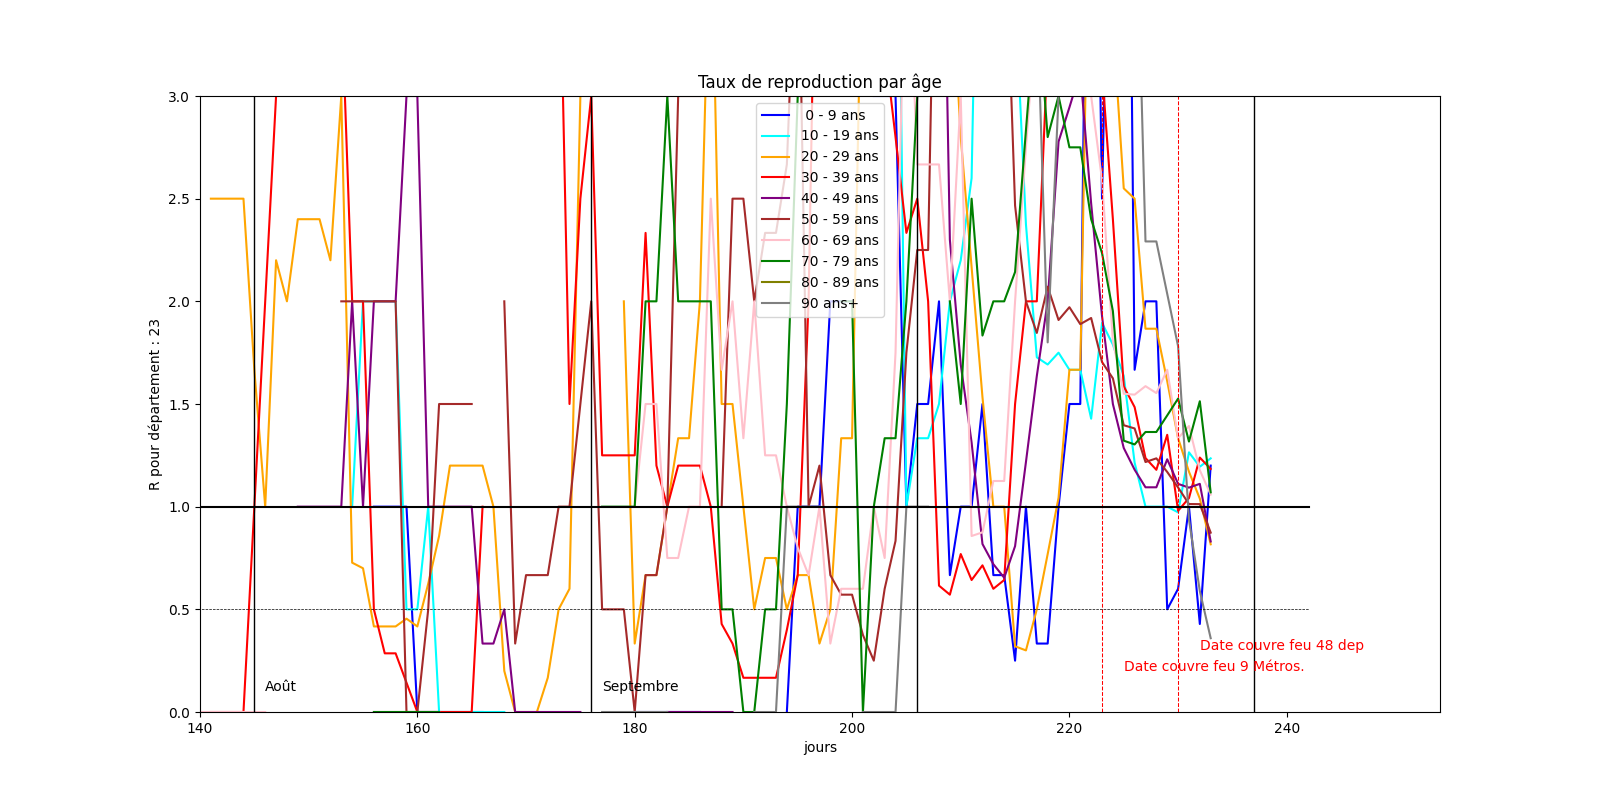 Taux de reproduction par âge
R pour département : 23
3.0
2.5
2.0
1.5
1.0
0.5
0.0
0 - 9 ans
10 - 19 ans
20 - 29 ans
30 - 39 ans
40 - 49 ans
50 - 59 ans
60 - 69 ans
70 - 79 ans
80 - 89 ans
90 ans+
Date couvre feu 48 dep
Date couvre feu 9 Métros.
Août
Septembre
140
160
180
200
220
240
jours